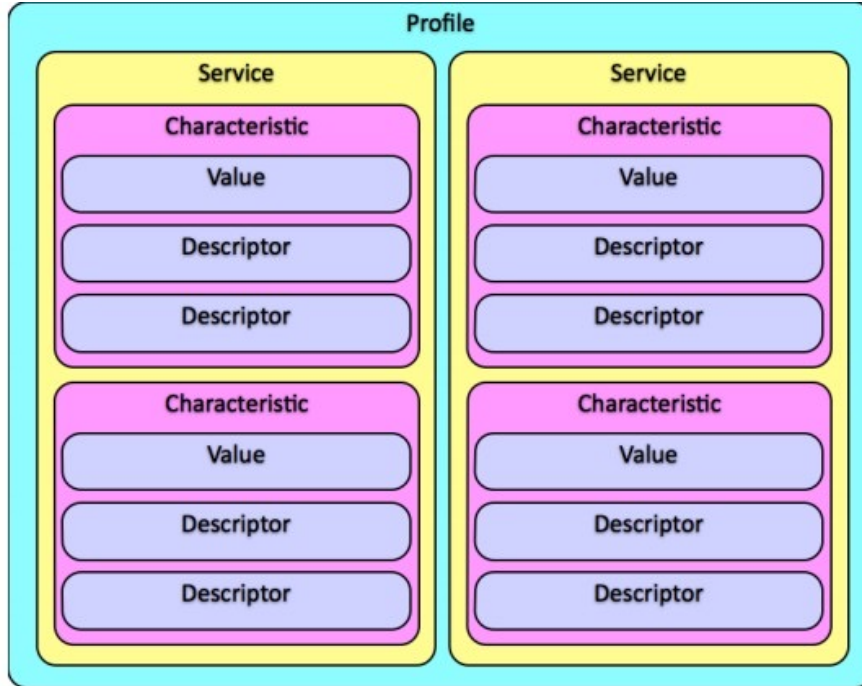 Profile
Service
Characteristic
Value
Descriptor
Descriptor
Characteristic
Value
Descriptor
Descriptor
Service
Characteristic
Value
Descriptor
Descriptor
Characteristic
Value
Descriptor
Descriptor